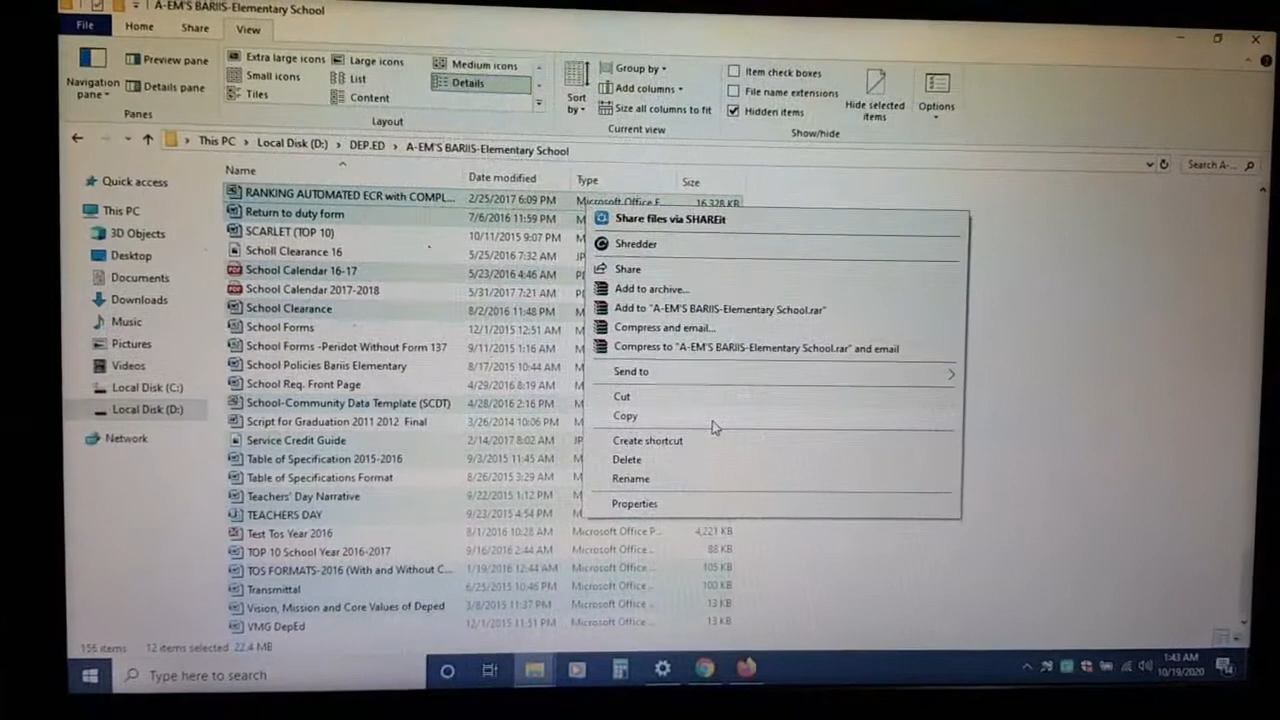 A-EM'S BARIIS-Elementary School
File Home Share View
Navigation pane
Preview pane
Details pane
Panes
Extra large icons Large icons Medium icons
Small icons List Details
Tiles Content
Layout
Sort by
Group by
Add columns
Size all columns to fit
Current view
Item check boxes
File name extensions
Hidden items
Hide selected items
Show/hide
Options
This PC > Local Disk (D:) > DEP.ED > A-EM'S BARIIS-Elementary School
Search A-...
Quick access
This PC
3D Objects
Desktop
Documents
Downloads
Music
Pictures
Videos
Local Disk (C:)
Local Disk (D:)
Network
Name Date modified Type Size
RANKING AUTOMATED ECR with COMPL... 2/25/2017 6:09 PM Microsoft Office E... 16,328 KB
Return to duty form 7/6/2016 11:59 PM M
SCARLET (TOP 10) 10/11/2015 9:07 PM M
Scholl Clearance 16 5/25/2016 7:32 AM JP
School Calendar 16-17 5/23/2016 4:46 AM
School Calendar 2017-2018 5/31/2017 7:21 AM
School Clearance 8/2/2016 11:48 PM M
School Forms 12/1/2015 12:51 AM M
School Forms -Peridot Without Form 137 9/11/2015 1:16 AM M
School Policies Bariis Elementary 8/17/2015 10:44 AM M
School Req. Front Page 4/29/2016 8:19 AM M
School-Community Data Template (SCDT) 4/28/2016 2:16 PM M
Script for Graduation 2011 2012 Final 3/26/2014 10:06 PM M
Service Credit Guide 2/14/2017 8:02 AM JP
Table of Specification 2015-2016 9/3/2015 11:45 AM M
Table of Specifications Format 8/26/2015 3:29 AM M
Teachers' Day Narrative 9/22/2015 1:12 PM M
TEACHERS DAY 9/23/2015 4:54 PM M
Test Tos Year 2016 8/1/2016 10:28 AM Microsoft Office P... 4,221 KB
TOP 10 School Year 2016-2017 9/16/2016 2:44 AM Microsoft Office ... 88 KB
TOS FORMATS-2016 (With and Without C... 1/19/2016 12:44 AM Microsoft Office ... 105 KB
Transmittal 6/25/2015 10:46 PM Microsoft Office ... 100 KB
Vision, Mission and Core Values of Deped 3/8/2015 11:37 PM Microsoft Office ... 13 KB
VMG DepEd 12/1/2015 11:51 PM Microsoft Office ... 13 KB
Share files via SHAREit
Shredder
Share
Add to archive...
Add to "A-EM'S BARIIS-Elementary School.rar"
Compress and email...
Compress to "A-EM'S BARIIS-Elementary School.rar" and email
Send to
Cut
Copy
Create shortcut
Delete
Rename
Properties
156 items 12 items selected 22.4 MB
Type here to search
1:43 AM
10/19/2020